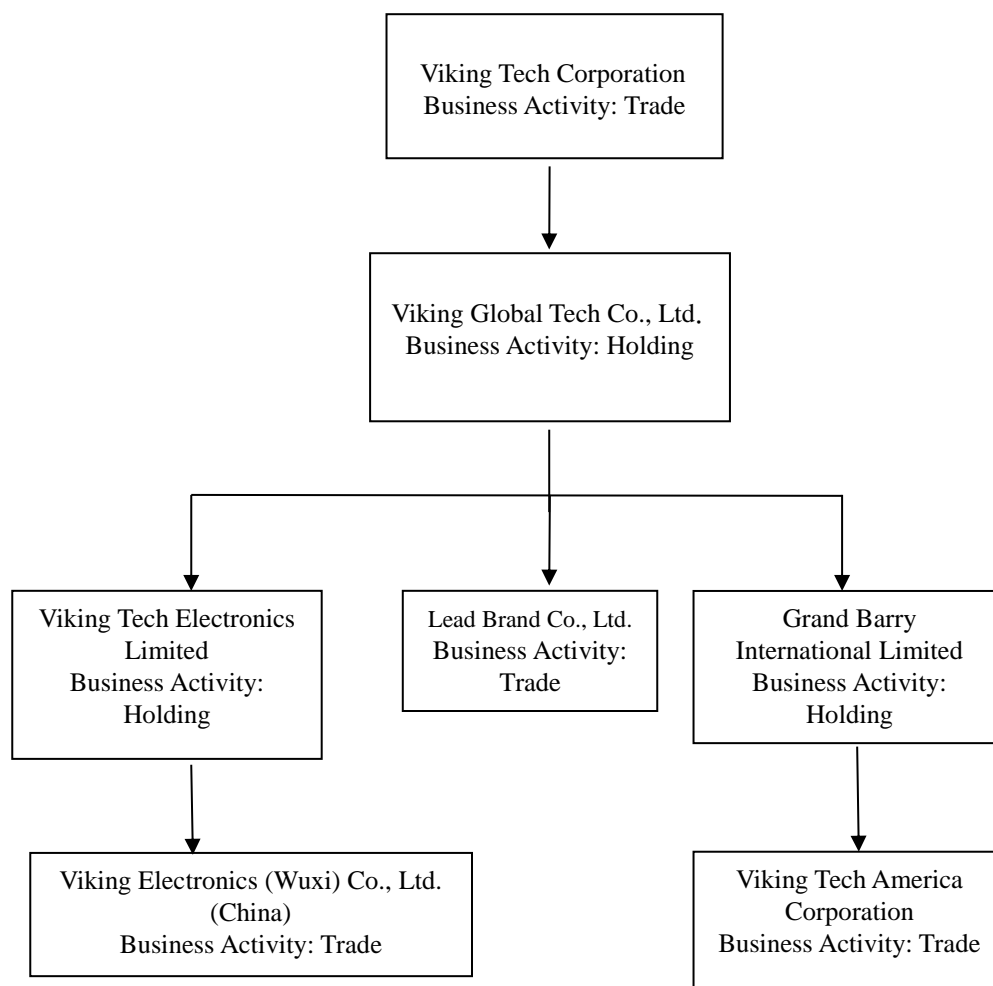 Viking Tech Corporation
Business Activity: Trade
Viking Global Tech Co., Ltd.
Business Activity: Holding
Viking Tech Electronics
Limited
Business Activity:
Holding
Lead Brand Co., Ltd.
Business Activity:
Trade
Grand Barry
International Limited
Business Activity:
Holding
Viking Electronics (Wuxi) Co., Ltd.
(China)
Business Activity: Trade
Viking Tech America
Corporation
Business Activity: Trade